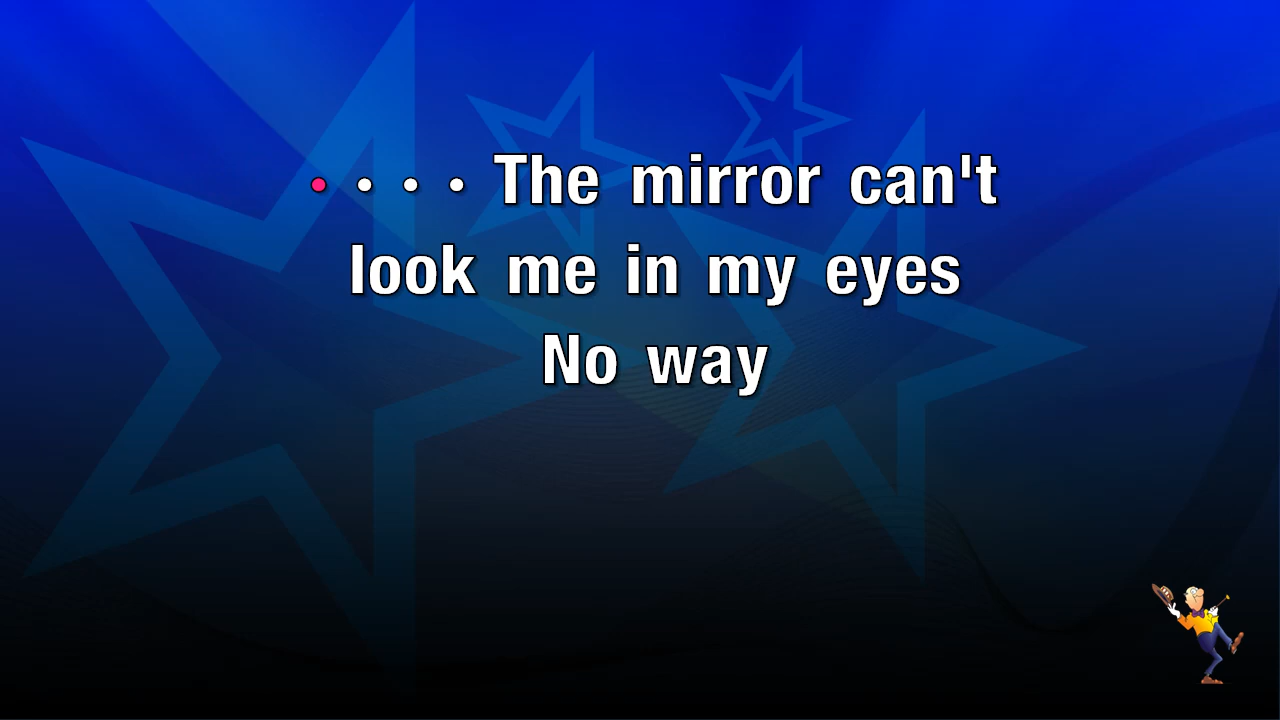 • • • • The mirror can't
look me in my eyes
No way